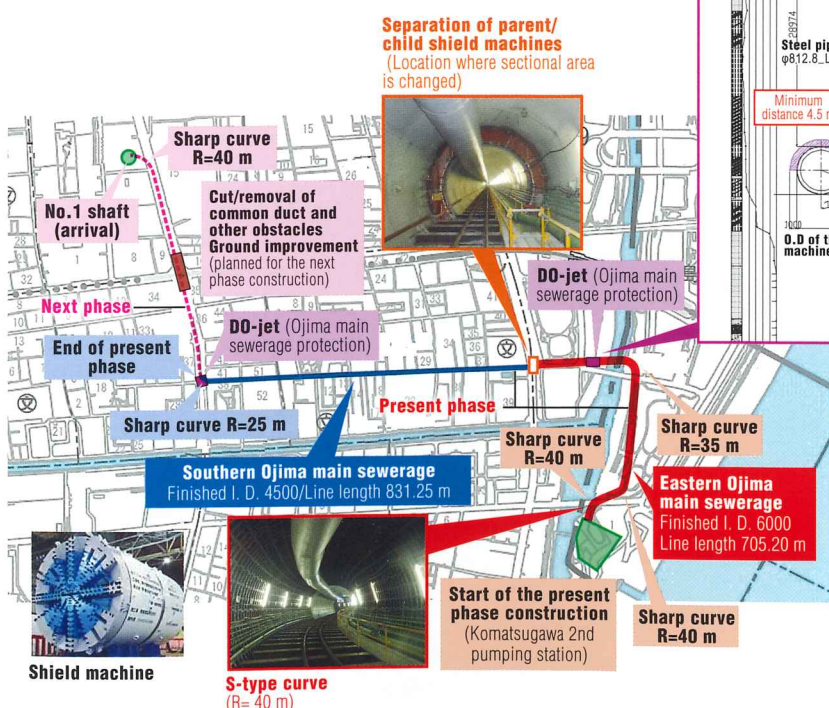 Separation of parent/
child shield machines
(Location where sectional area
is changed)
28974
φ812.8_L
Minimum
distance 4.5 m
1000
Sharp curve
R=40 m
No.1 shaft
(arrival)
Cut/removal of
common duct and
other obstacles
Ground improvement
(planned for the next
phase construction)
Next phase
DO-jet (Ojima main
sewerage protection)
End of present
phase
DO-jet (Ojima main
sewerage protection)
Sharp curve R=25 m
Present phase
Sharp curve
R=40 m
Sharp curve
R=35 m
Southern Ojima main sewerage
Finished I. D. 4500/Line length 831.25 m
Eastern Ojima
main sewerage
Finished I. D. 6000
Line length 705.20 m
Start of the present
phase construction
(Komatsugawa 2nd
pumping station)
Sharp curve
R=40 m
Shield machine
S-type curve
(R= 40 m)